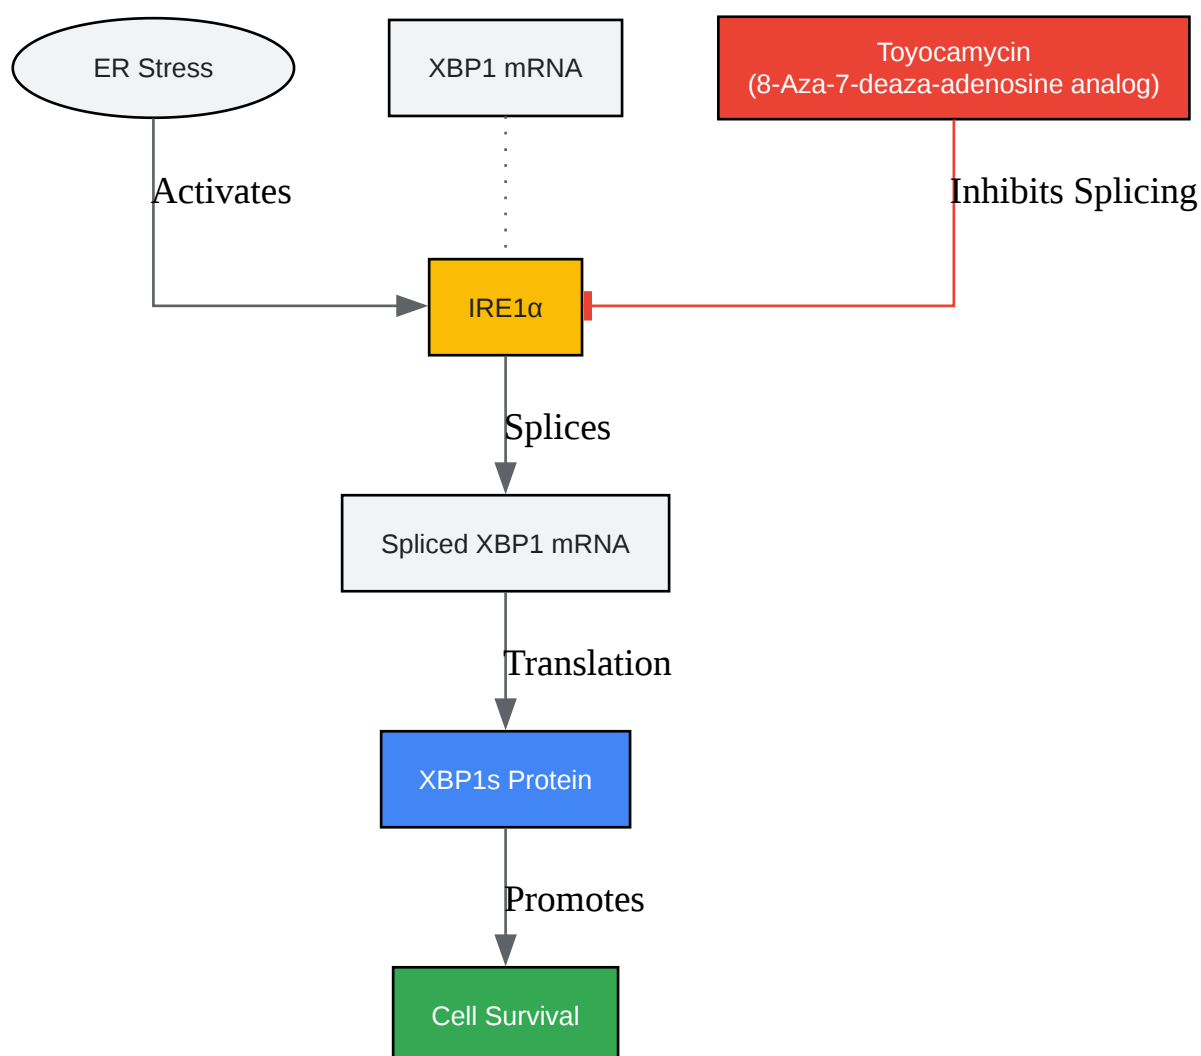 ER Stress
XBP1 mRNA
Toyocamycin
(8-Aza-7-deaza-adenosine analog)
Activates
Inhibits Splicing
IRE1α
Splices
Spliced XBP1 mRNA
Translation
XBP1s Protein
Promotes
Cell Survival